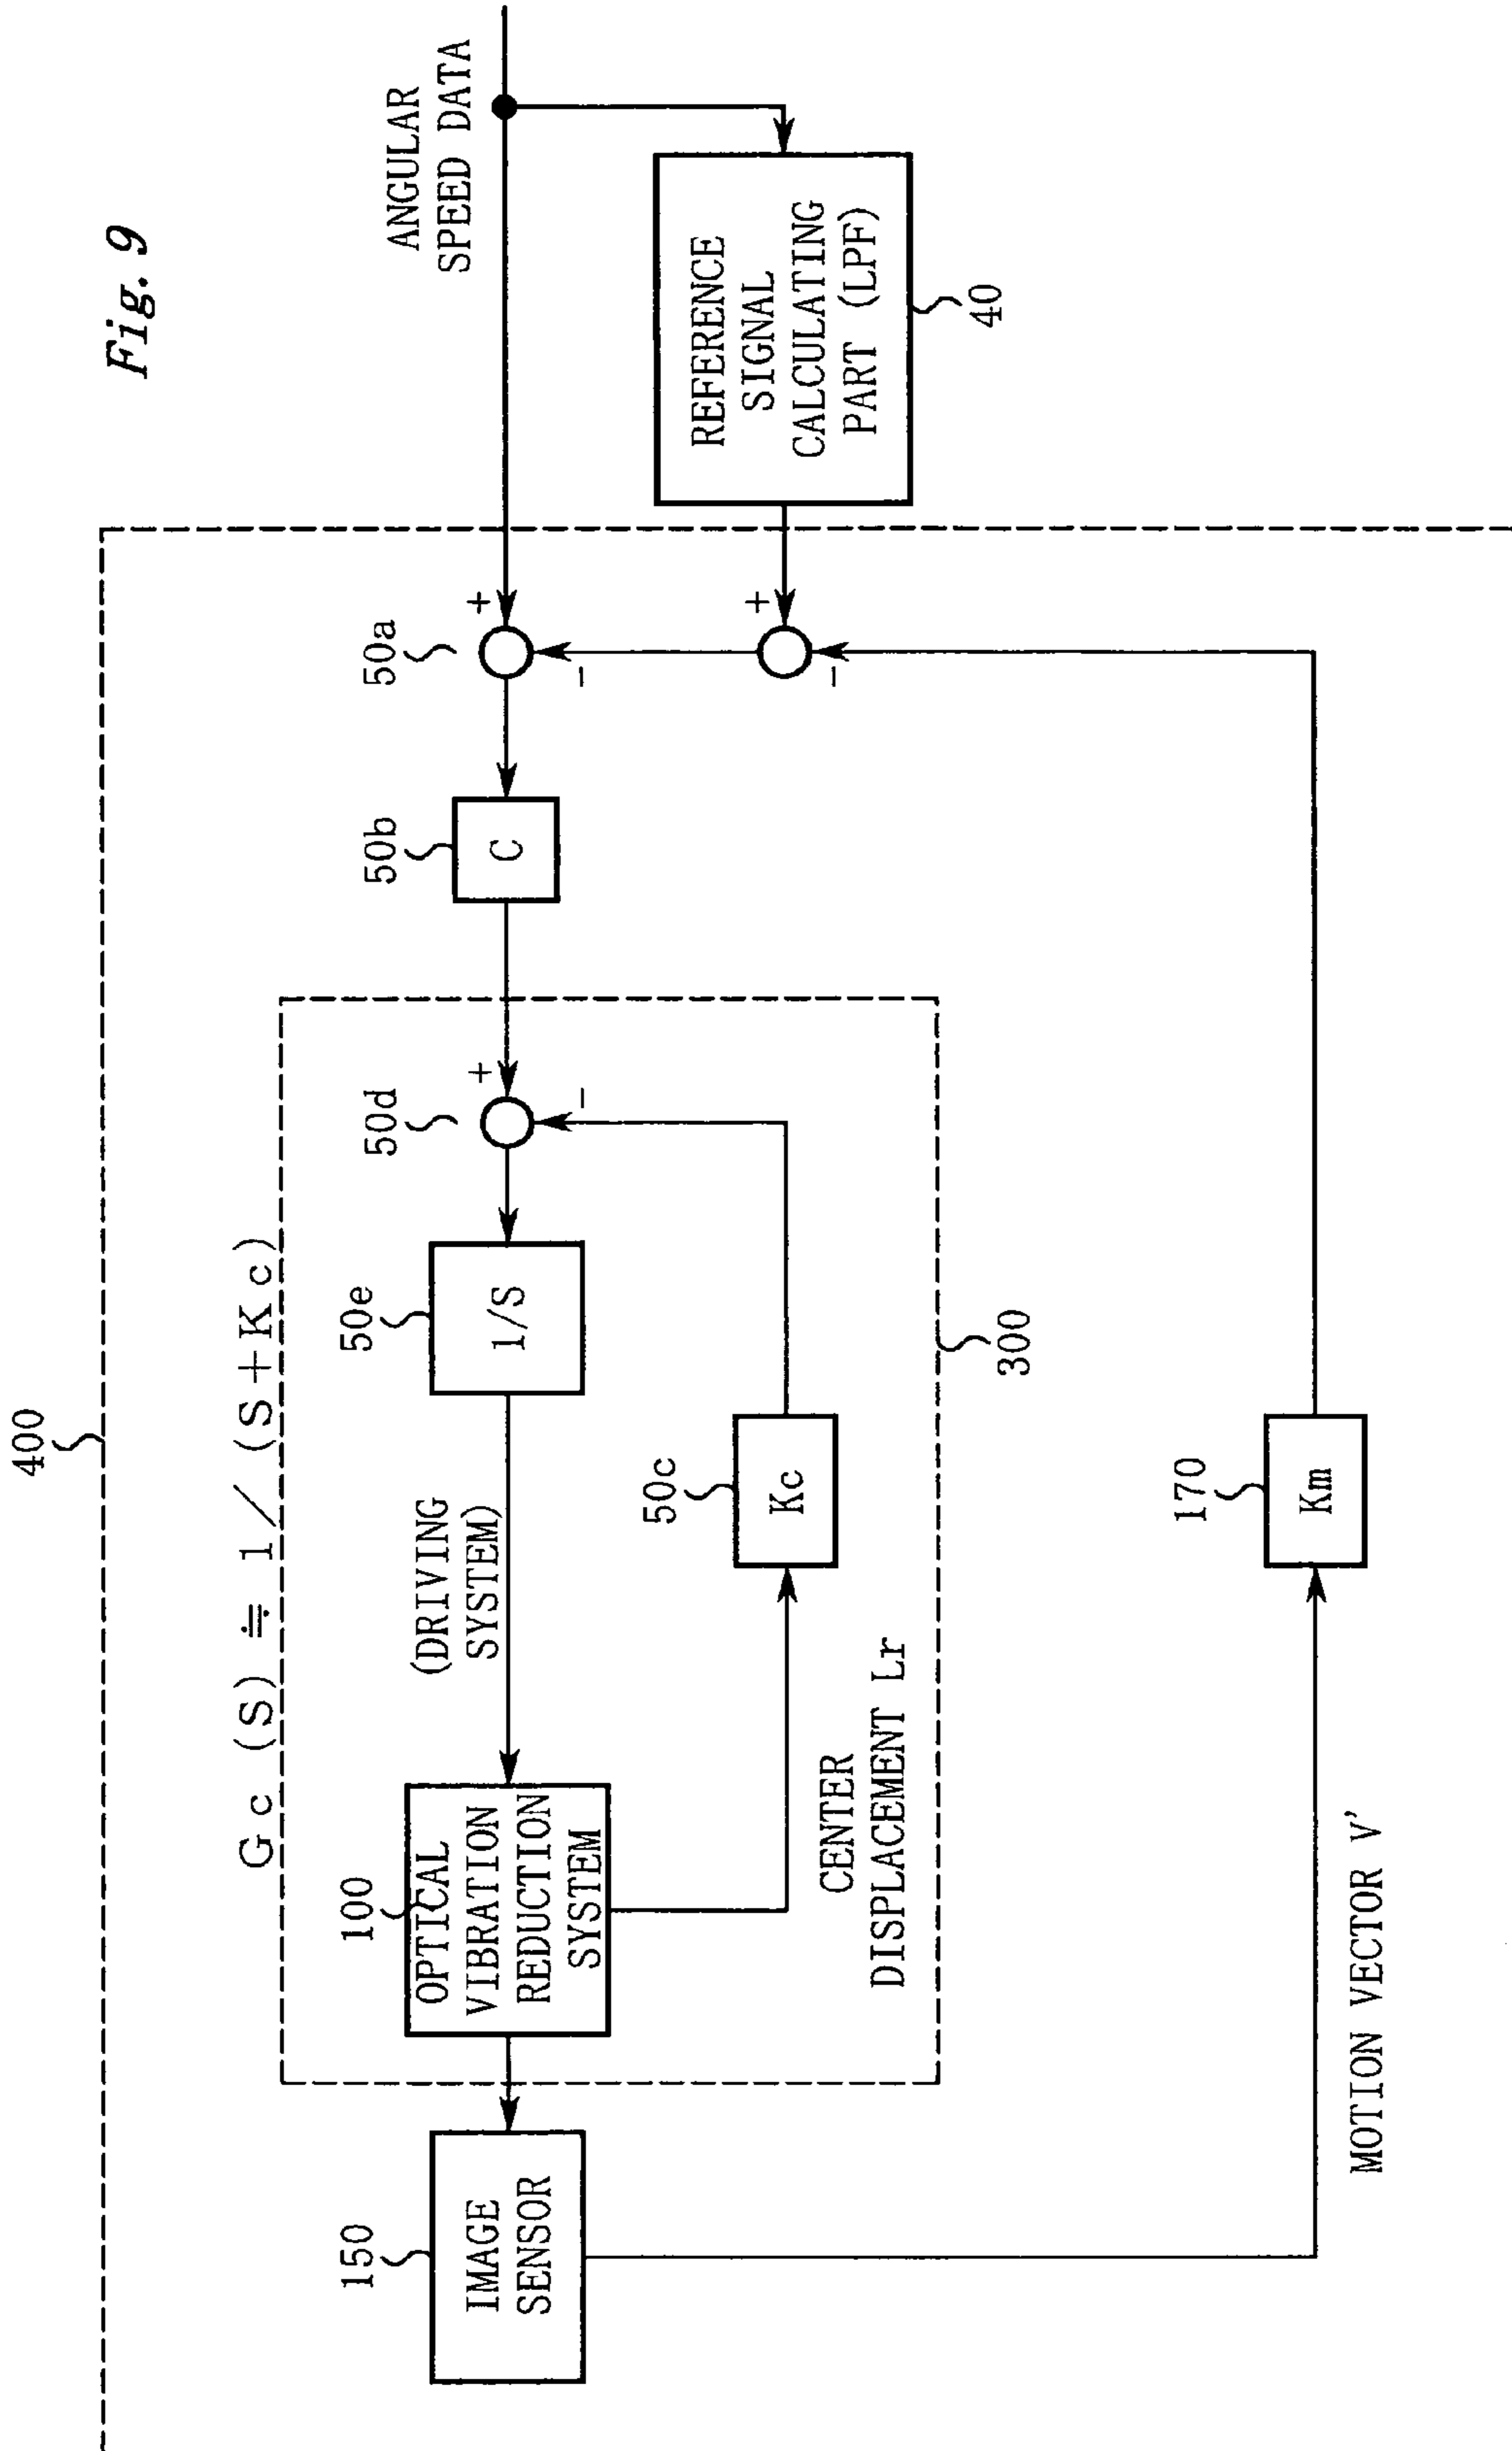 Fig. 9
400
Gc (S) ≒ 1/(S+Kc)
150
IMAGE
SENSOR
100
OPTICAL
VIBRATION
REDUCTION
SYSTEM
(DRIVING
SYSTEM)
50e
1/S
50d
+
-
50b
C
50a
+
-
ANGULAR
SPEED DATA
CENTER
DISPLACEMENT Lr
50c
Kc
300
+
-
REFERENCE
SIGNAL
CALCULATING
PART (LPF)
40
MOTION VECTOR V'
170
Km